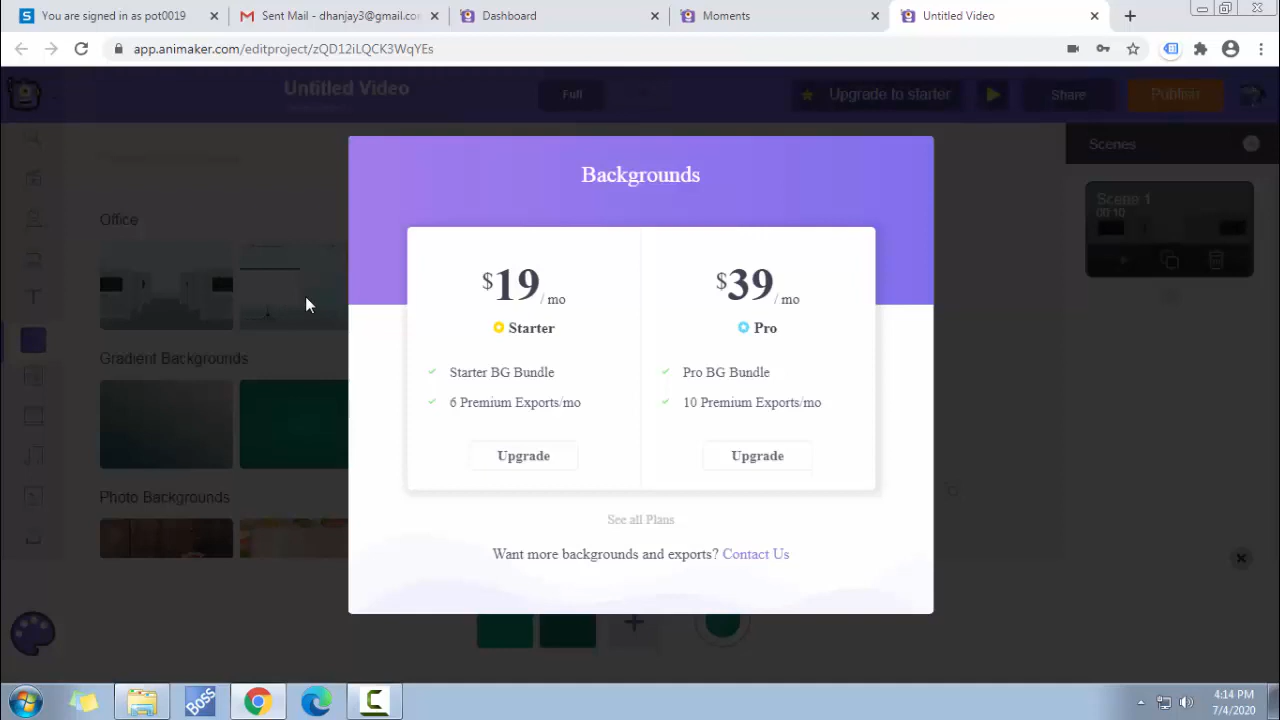 You are signed in as pot0019
Sent Mail - dhanjay3@gmail.com
Dashboard
Moments
Untitled Video
app.animaker.com/editproject/zQD12iLQCK3WqYEs
Untitled Video
Full
Upgrade to starter
Share
Publish
Scenes
Scene 1
00:10
Office
Gradient Backgrounds
Photo Backgrounds
Backgrounds
$19 / mo
Starter
Starter BG Bundle
6 Premium Exports/mo
Upgrade
$39 / mo
Pro
Pro BG Bundle
10 Premium Exports/mo
Upgrade
See all Plans
Want more backgrounds and exports? Contact Us
BOSS
4:14 PM
7/4/2020